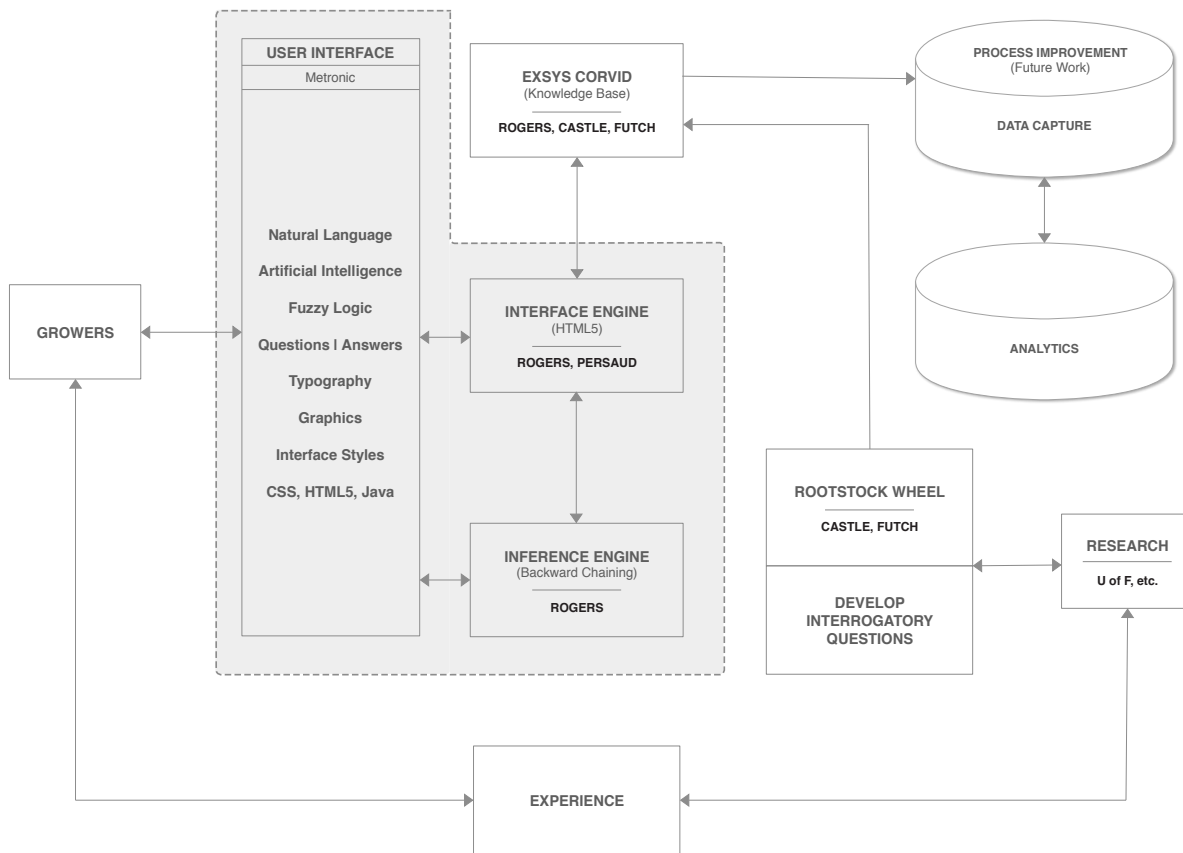 USER INTERFACE
Metronic
Natural Language
Artificial Intelligence
Fuzzy Logic
Questions | Answers
Typography
Graphics
Interface Styles
CSS, HTML5, Java
EXSYS CORVID
(Knowledge Base)
ROGERS, CASTLE, FUTCH
PROCESS IMPROVEMENT
(Future Work)
DATA CAPTURE
GROWERS
INTERFACE ENGINE
(HTML5)
ROGERS, PERSAUD
ANALYTICS
INFERENCE ENGINE
(Backward Chaining)
ROGERS
ROOTSTOCK WHEEL
CASTLE, FUTCH
DEVELOP
INTERROGATORY
QUESTIONS
RESEARCH
U of F, etc.
EXPERIENCE